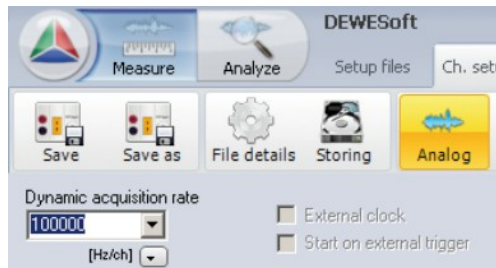 DEWESoft
Measure Analyze Setup files Ch. set
Save Save as File details Storing Analog
Dynamic acquisition rate
100000
External clock
[Hz/ch]
Start on external trigger